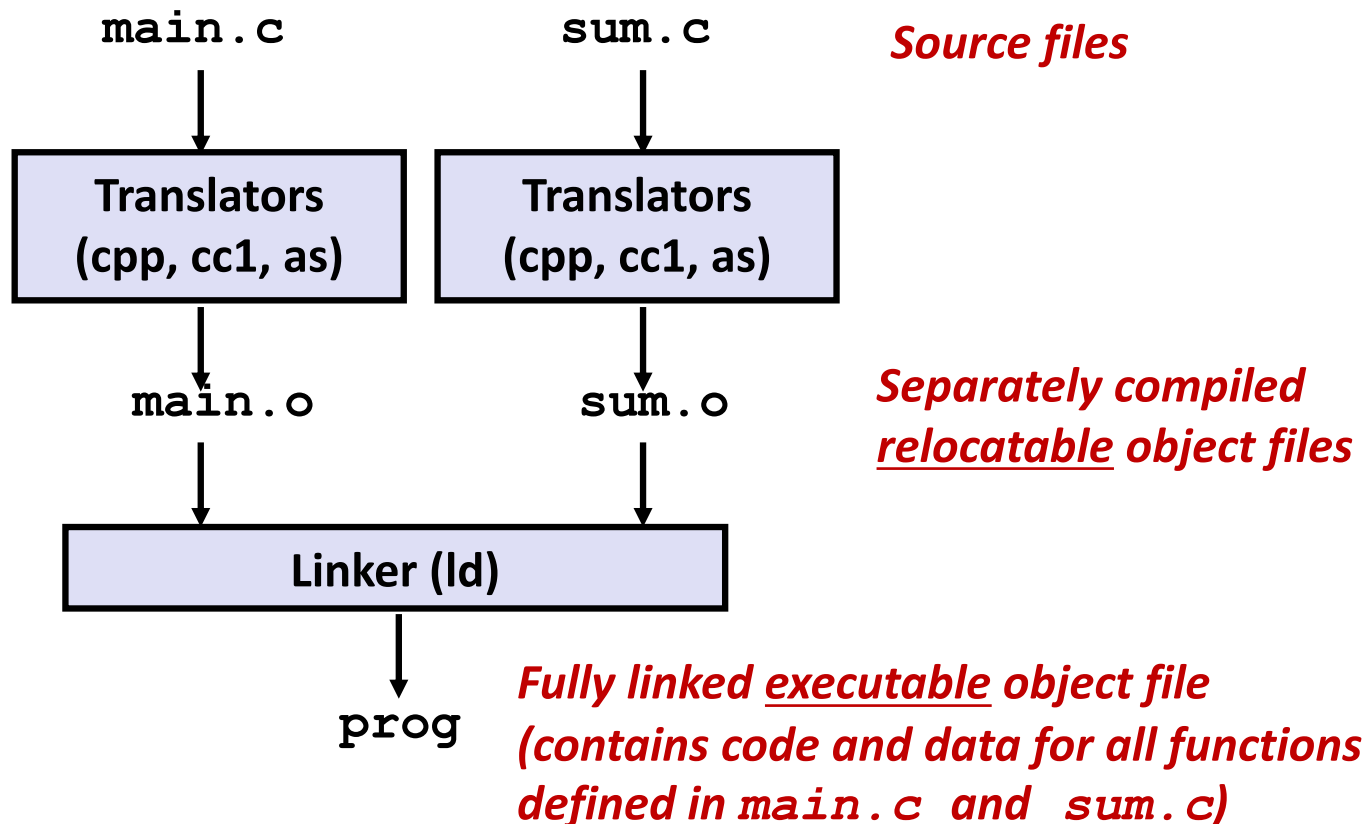 main.c
sum.c
Source files
Translators
(cpp, cc1, as)
Translators
(cpp, cc1, as)
main.o
sum.o
Separately compiled
relocatable object files
Linker (ld)
prog
Fully linked executable object file
(contains code and data for all functions
defined in main.c and sum.c)